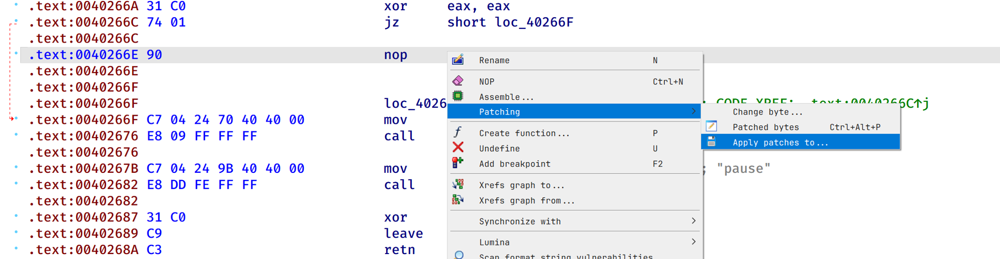 .text:0040266A 31 C0 xor eax, eax
.text:0040266C 74 01 jz short loc_40266F
.text:0040266C
.text:0040266E 90 nop
.text:0040266E
.text:0040266F
.text:0040266F loc_4026 ; CODE XREF: .text:0040266C↑j
.text:0040266F C7 04 24 70 40 40 00 mov
.text:00402676 E8 09 FF FF FF call
.text:00402676
.text:0040267B C7 04 24 9B 40 40 00 mov ; "pause"
.text:00402682 E8 DD FE FF FF call
.text:00402682
.text:00402687 31 C0 xor
.text:00402689 C9 leave
.text:0040268A C3 retn
Rename N
NOP Ctrl+N
Assemble...
Patching
Create function... P
Undefine U
Add breakpoint F2
Xrefs graph to...
Xrefs graph from...
Synchronize with
Lumina
Scan format string vulnerabilities
Change byte...
Patched bytes Ctrl+Alt+P
Apply patches to...